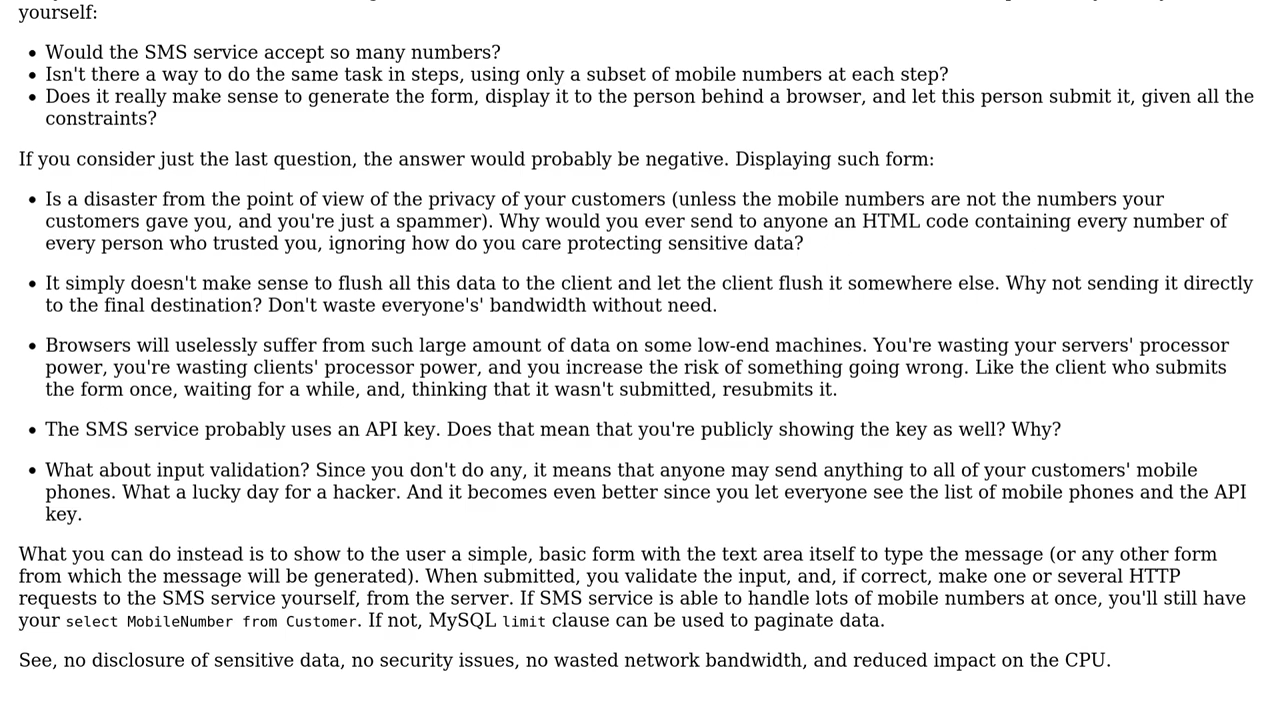 yourself:
Would the SMS service accept so many numbers?
Isn't there a way to do the same task in steps, using only a subset of mobile numbers at each step?
Does it really make sense to generate the form, display it to the person behind a browser, and let this person submit it, given all the
constraints?
If you consider just the last question, the answer would probably be negative. Displaying such form:
Is a disaster from the point of view of the privacy of your customers (unless the mobile numbers are not the numbers your
customers gave you, and you're just a spammer). Why would you ever send to anyone an HTML code containing every number of
every person who trusted you, ignoring how do you care protecting sensitive data?
It simply doesn't make sense to flush all this data to the client and let the client flush it somewhere else. Why not sending it directly
to the final destination? Don't waste everyone's' bandwidth without need.
Browsers will uselessly suffer from such large amount of data on some low-end machines. You're wasting your servers' processor
power, you're wasting clients' processor power, and you increase the risk of something going wrong. Like the client who submits
the form once, waiting for a while, and, thinking that it wasn't submitted, resubmits it.
The SMS service probably uses an API key. Does that mean that you're publicly showing the key as well? Why?
What about input validation? Since you don't do any, it means that anyone may send anything to all of your customers' mobile
phones. What a lucky day for a hacker. And it becomes even better since you let everyone see the list of mobile phones and the API
key.
What you can do instead is to show to the user a simple, basic form with the text area itself to type the message (or any other form
from which the message will be generated). When submitted, you validate the input, and, if correct, make one or several HTTP
requests to the SMS service yourself, from the server. If SMS service is able to handle lots of mobile numbers at once, you'll still have
your select MobileNumber from Customer. If not, MySQL limit clause can be used to paginate data.
See, no disclosure of sensitive data, no security issues, no wasted network bandwidth, and reduced impact on the CPU.